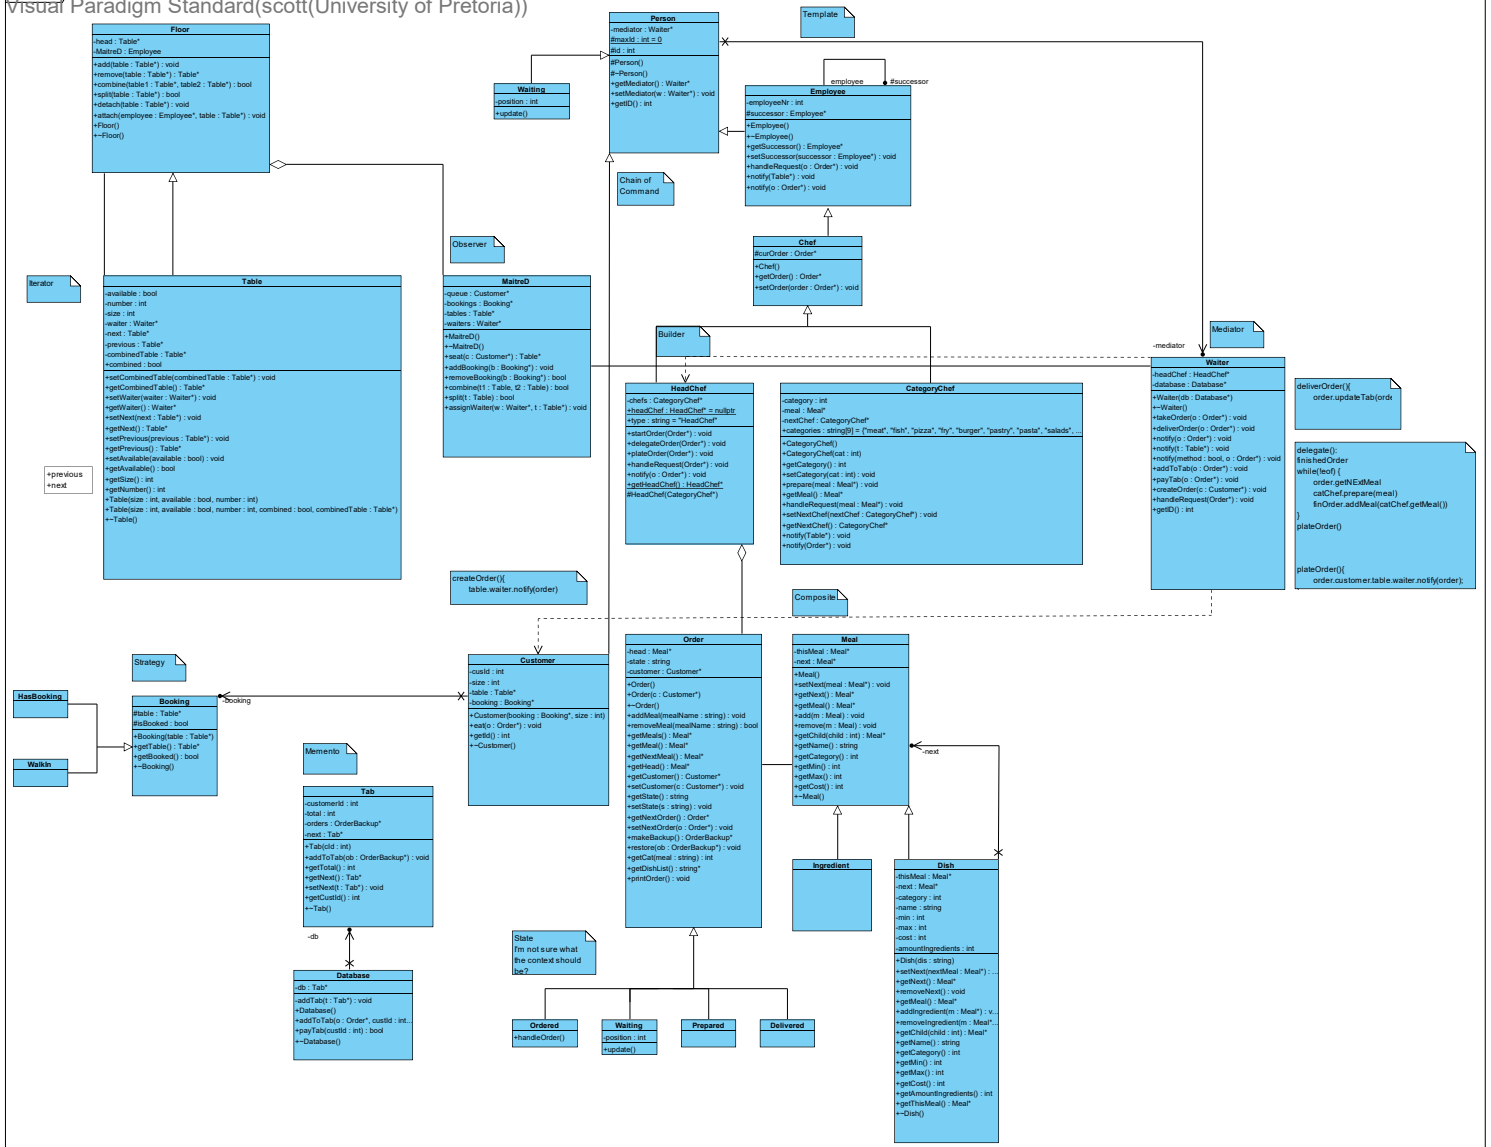 Visual Paradigm Standard(scott(University of Pretoria))
Floor
-head : Table*
-MaitreD : Employee
+add(table : Table*) : void
+remove(table : Table*) : Table*
+combine(table1 : Table*, table2 : Table*) : bool
+split(table : Table*) : bool
+detach(table : Table*) : void
+attach(employee : Employee*, table : Table*) : void
+Floor()
+~Floor()
Person
-mediator : Waiter*
#maxId : int = 0
#id : int
#Person()
#~Person()
+getMediator() : Waiter*
+setMediator(w : Waiter*) : void
+getID() : int
Template
Waiting
-position : int
+update()
employee
#successor
Employee
-employeeNr : int
#successor : Employee*
+Employee()
+~Employee()
+getSuccessor() : Employee*
+setSuccessor(successor : Employee*) : void
+handleRequest(o : Order*) : void
+notify(Table*) : void
+notify(o : Order*) : void
Chain of
Command
Observer
Chef
#curOrder : Order*
+Chef()
+getOrder() : Order*
+setOrder(order : Order*) : void
Iterator
Table
-available : bool
-number : int
-size : int
-waiter : Waiter*
-next : Table*
-previous : Table*
-combinedTable : Table*
+combined : bool
+setCombinedTable(combinedTable : Table*) : void
+getCombinedTable() : Table*
+setWaiter(waiter : Waiter*) : void
+getWaiter() : Waiter*
+setNext(next : Table*) : void
+getNext() : Table*
+setPrevious(previous : Table*) : void
+getPrevious() : Table*
+setAvailable(available : bool) : void
+getAvailable() : bool
+getSize() : int
+getNumber() : int
+Table(size : int, available : bool, number : int)
+Table(size : int, available : bool, number : int, combined : bool, combinedTable : Table*)
+~Table()
+previous
+next
MaitreD
-queue : Customer*
-bookings : Booking*
-tables : Table*
-waiters : Waiter*
+MaitreD()
+~MaitreD()
+seat(c : Customer*) : Table*
+addBooking(b : Booking*) : bool
+removeBooking(b : Booking*) : bool
+combine(t1 : Table, t2 : Table) : bool
+split(t : Table) : bool
+assignWaiter(w : Waiter*, t : Table*) : void
Builder
Mediator
-mediator
HeadChef
-chefs : CategoryChef*
+headChef : HeadChef* = nullptr
+type : string = "HeadChef"
+startOrder(Order*) : void
+delegateOrder(Order*) : void
+plateOrder(Order*) : void
+handleRequest(Order*) : void
+notify(o : Order*) : void
+getHeadChef() : HeadChef*
#HeadChef(CategoryChef*)
CategoryChef
-category : int
-meal : Meal*
-nextChef : CategoryChef*
+categories : string[9] = {"meat", "fish", "pizza", "fry", "burger", "pastry", "pasta", "salads", ...
+CategoryChef()
+CategoryChef(cat : int)
+getCategory() : int
+setCategory(cat : int) : void
+prepare(meal : Meal*) : void
+getMeal() : Meal*
+handleRequest(meal : Meal*) : void
+setNextChef(nextChef : CategoryChef*) : void
+getNextChef() : CategoryChef*
+notify(Table*) : void
+notify(Order*) : void
Waiter
-headChef : HeadChef*
-database : Database*
+Waiter(db : Database*)
+~Waiter()
+takeOrder(o : Order*) : void
+deliverOrder(o : Order*) : void
+notify(o : Order*) : void
+notify(t : Table*) : void
+notify(method : bool, o : Order*) : void
+addToTab(o : Order*) : void
+payTab(o : Order*) : void
+createOrder(c : Customer*) : void
+handleRequest(Order*) : void
+getID() : int
deliverOrder(){
order.updateTab(orde
delegate():
finishedOrder
while(!eof) {
order.getNExtMeal
catChef.prepare(meal)
finOrder.addMeal(catChef.getMeal())
}
plateOrder()
plateOrder(){
order.customer.table.waiter.notify(order);
createOrder(){
table.waiter.notify(order)
Composite
Strategy
HasBooking
WalkIn
Booking
#table : Table*
#isBooked : bool
+Booking(table : Table*)
+getTable() : Table*
+getBooked() : bool
+~Booking()
-booking
Customer
-cusId : int
-size : int
-table : Table*
-booking : Booking*
+Customer(booking : Booking*, size : int)
+eat(o : Order*) : void
+getId() : int
+~Customer()
Order
-head : Meal*
-state : string
-customer : Customer*
+Order()
+Order(c : Customer*)
+~Order()
+addMeal(mealName : string) : void
+removeMeal(mealName : string) : bool
+getMeals() : Meal*
+getMeal() : Meal*
+getNextMeal() : Meal*
+getHead() : Meal*
+getCustomer() : Customer*
+setCustomer(c : Customer*) : void
+getState() : string
+setState(s : string) : void
+getNextOrder() : Order*
+setNextOrder(o : Order*) : void
+makeBackup() : OrderBackup*
+restore(ob : OrderBackup*) : void
+getCat(meal : string) : int
+getDishList() : string*
+printOrder() : void
Meal
-thisMeal : Meal*
-next : Meal*
+Meal()
+setNext(meal : Meal*) : void
+getNext() : Meal*
+getMeal() : Meal*
+add(m : Meal) : void
+remove(m : Meal) : void
+getChild(child : int) : Meal*
+getName() : string
+getCategory() : int
+getMin() : int
+getMax() : int
+getCost() : int
+~Meal()
-next
Memento
Tab
-customerId : int
-total : int
-orders : OrderBackup*
-next : Tab*
+Tab(cId : int)
+addToTab(ob : OrderBackup*) : void
+getTotal() : int
+getNext() : Tab*
+setNext(t : Tab*) : void
+getCustId() : int
+~Tab()
-db
Database
-db : Tab*
-addTab(t : Tab*) : void
+Database()
+addToTab(o : Order*, custId : int...
+payTab(custId : int) : bool
+~Database()
Ingredient
Dish
-thisMeal : Meal*
-next : Meal*
-category : int
-name : string
-min : int
-max : int
-cost : int
-amountIngredients : int
+Dish(dis : string)
+setNext(nextMeal : Meal*) : ...
+getNext() : Meal*
+removeNext() : void
+getMeal() : Meal*
+addIngredient(m : Meal*) : v...
+removeIngredient(m : Meal*...
+getChild(child : int) : Meal*
+getName() : string
+getCategory() : int
+getMin() : int
+getMax() : int
+getCost() : int
+getAmountIngredients() : int
+getThisMeal() : Meal*
+~Dish()
State
I'm not sure what
the context should
be?
Ordered
+handleOrder()
Waiting
-position : int
+update()
Prepared
Delivered